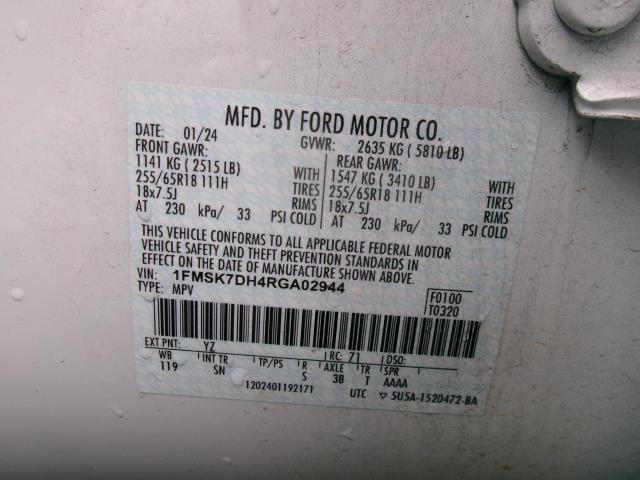 MFD. BY FORD MOTOR CO.
DATE: 01/24 GVWR: 2635 KG ( 5810 LB)
FRONT GAWR: REAR GAWR:
1141 KG ( 2515 LB) 1547 KG ( 3410 LB)
255/65R18 111H TIRES 255/65R18 111H TIRES
18x7.5J RIMS 18x7.5J RIMS
AT 230 kPa/ 33 PSI COLD AT 230 kPa/ 33 PSI COLD
THIS VEHICLE CONFORMS TO ALL APPLICABLE FEDERAL MOTOR
VEHICLE SAFETY AND THEFT PREVENTION STANDARDS IN
EFFECT ON THE DATE OF MANUFACTURE SHOWN ABOVE.
VIN: 1FMSK7DH4RGA02944
TYPE: MPV F0100
T0320
EXT PNT: YZ RC: 71 DSO:
WB INT TR TP/PS R AXLE TR SPR
119 SN S 3B T AAAA
1202401192171 UTC ▽ 5U5A-1520472-BA